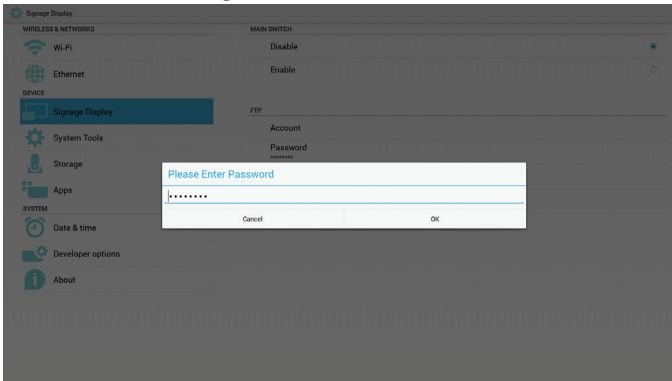 Signage Display
WIRELESS & NETWORKS
Wi-Fi
Ethernet
DEVICE
Signage Display
System Tools
Storage
Apps
SYSTEM
Date & time
Developer options
About
MAIN SWITCH
Disable
Enable
FTP
Account
Password
********
Please Enter Password
••••••••
Cancel
OK